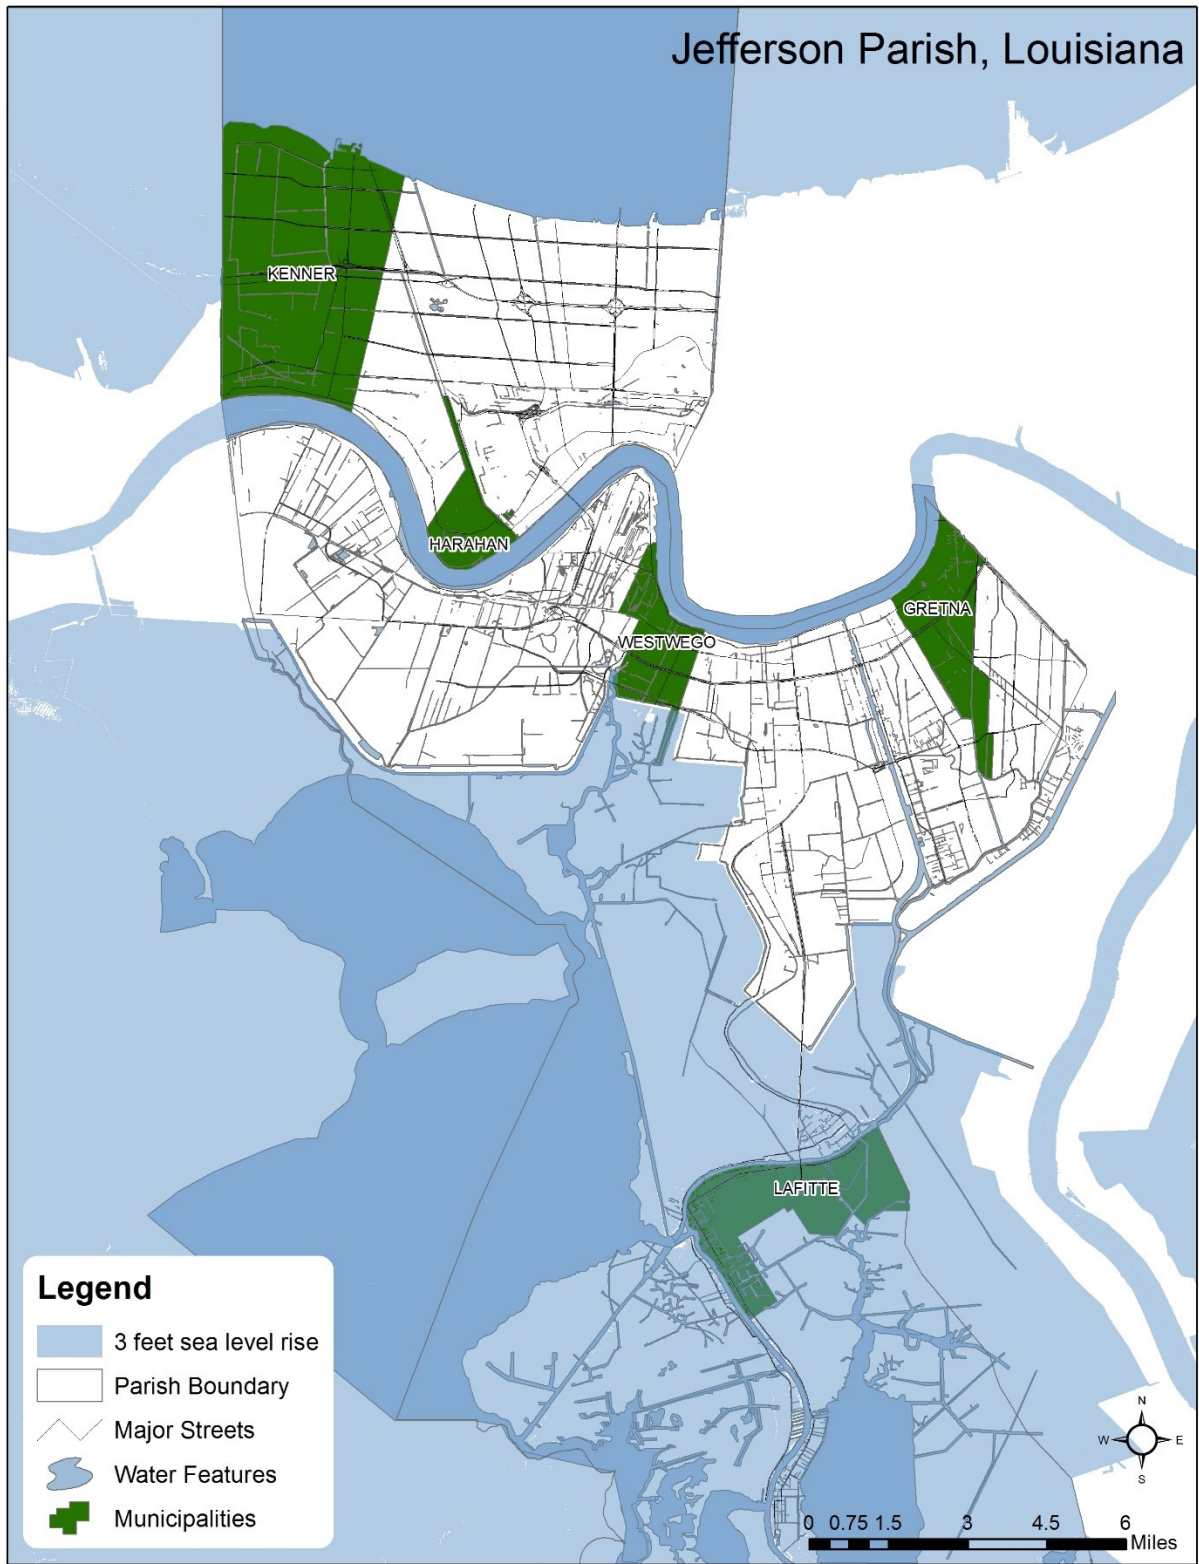 Jefferson Parish, Louisiana
KENNER
HARAHAN
GRETNA
WESTWEGO
LAFITTE
Legend
3 feet sea level rise
Parish Boundary
Major Streets
Water Features
Municipalities
N
W E
S
0 0.75 1.5 3 4.5 6
Miles